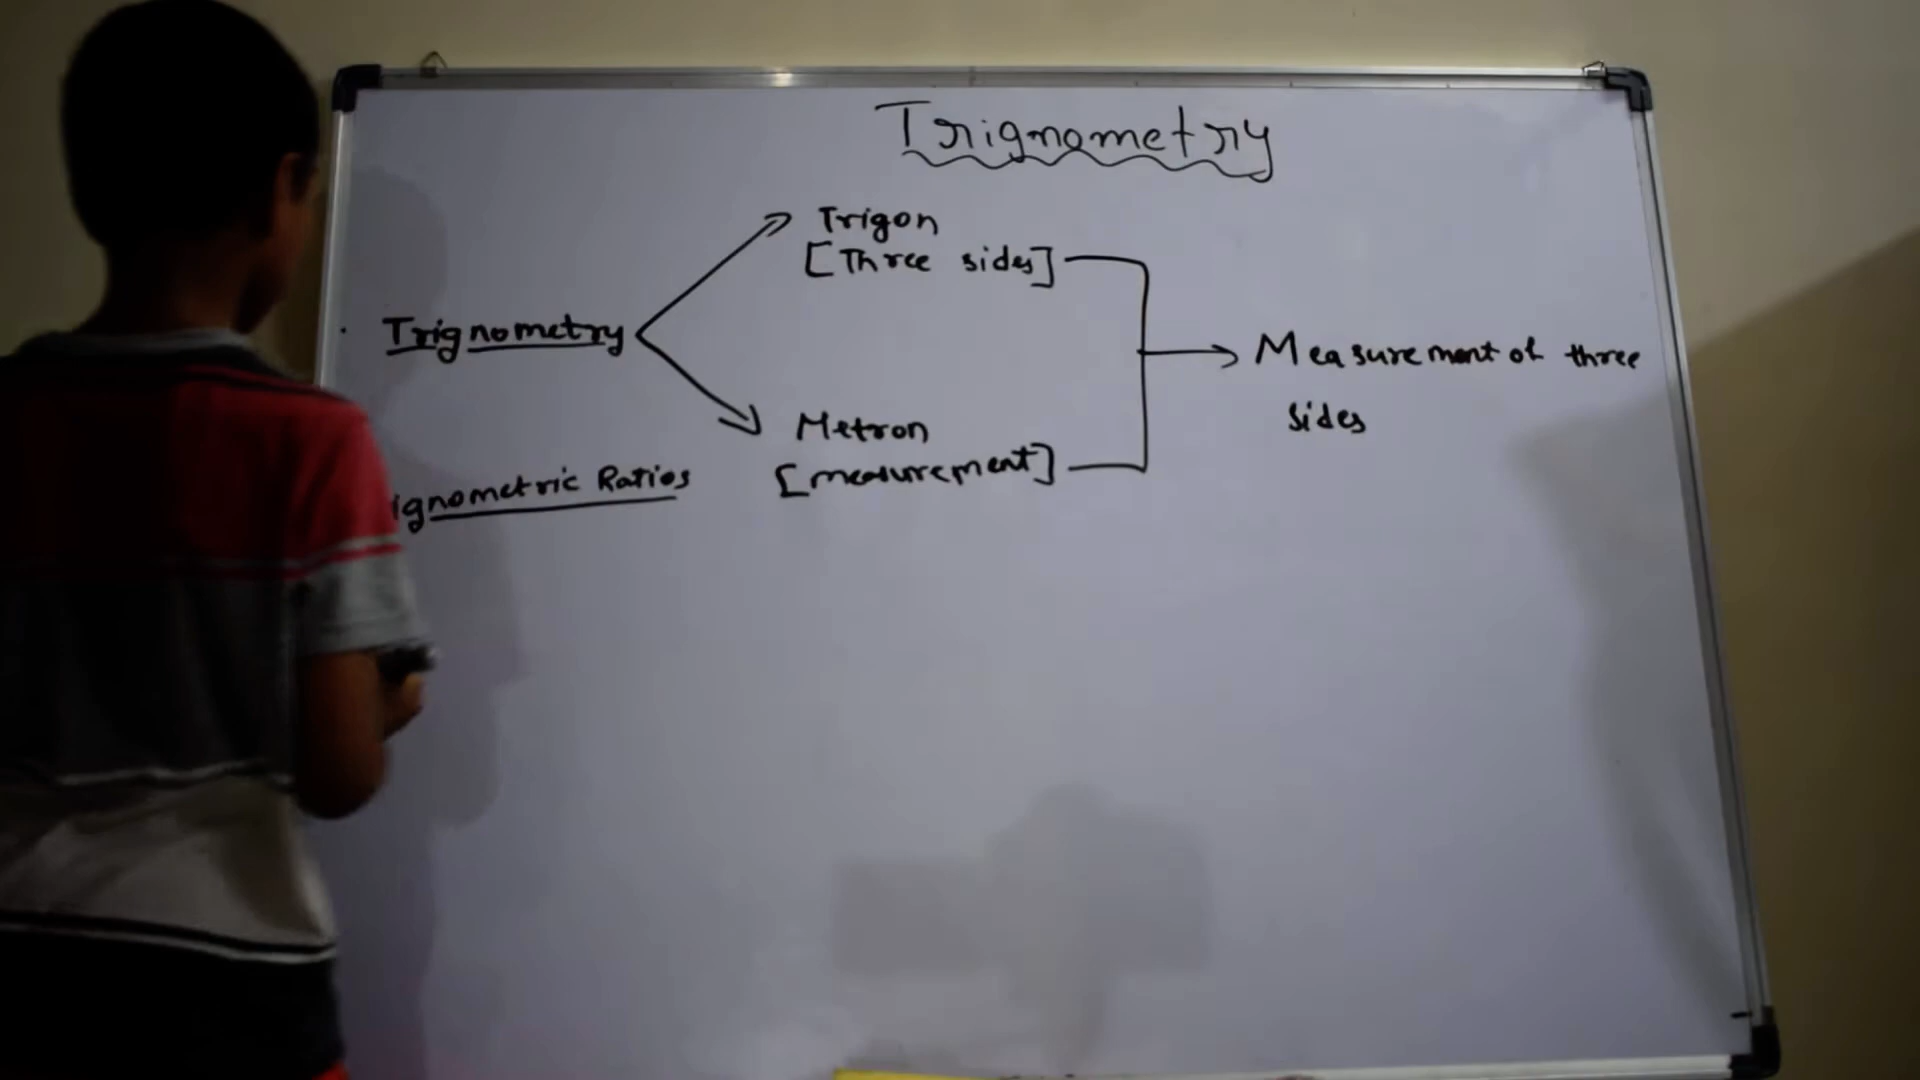 Trignometry
Trigon
[Three sides]
Trignometry
Measurement of three
sides
Metron
[measurement]
ignometric Ratios